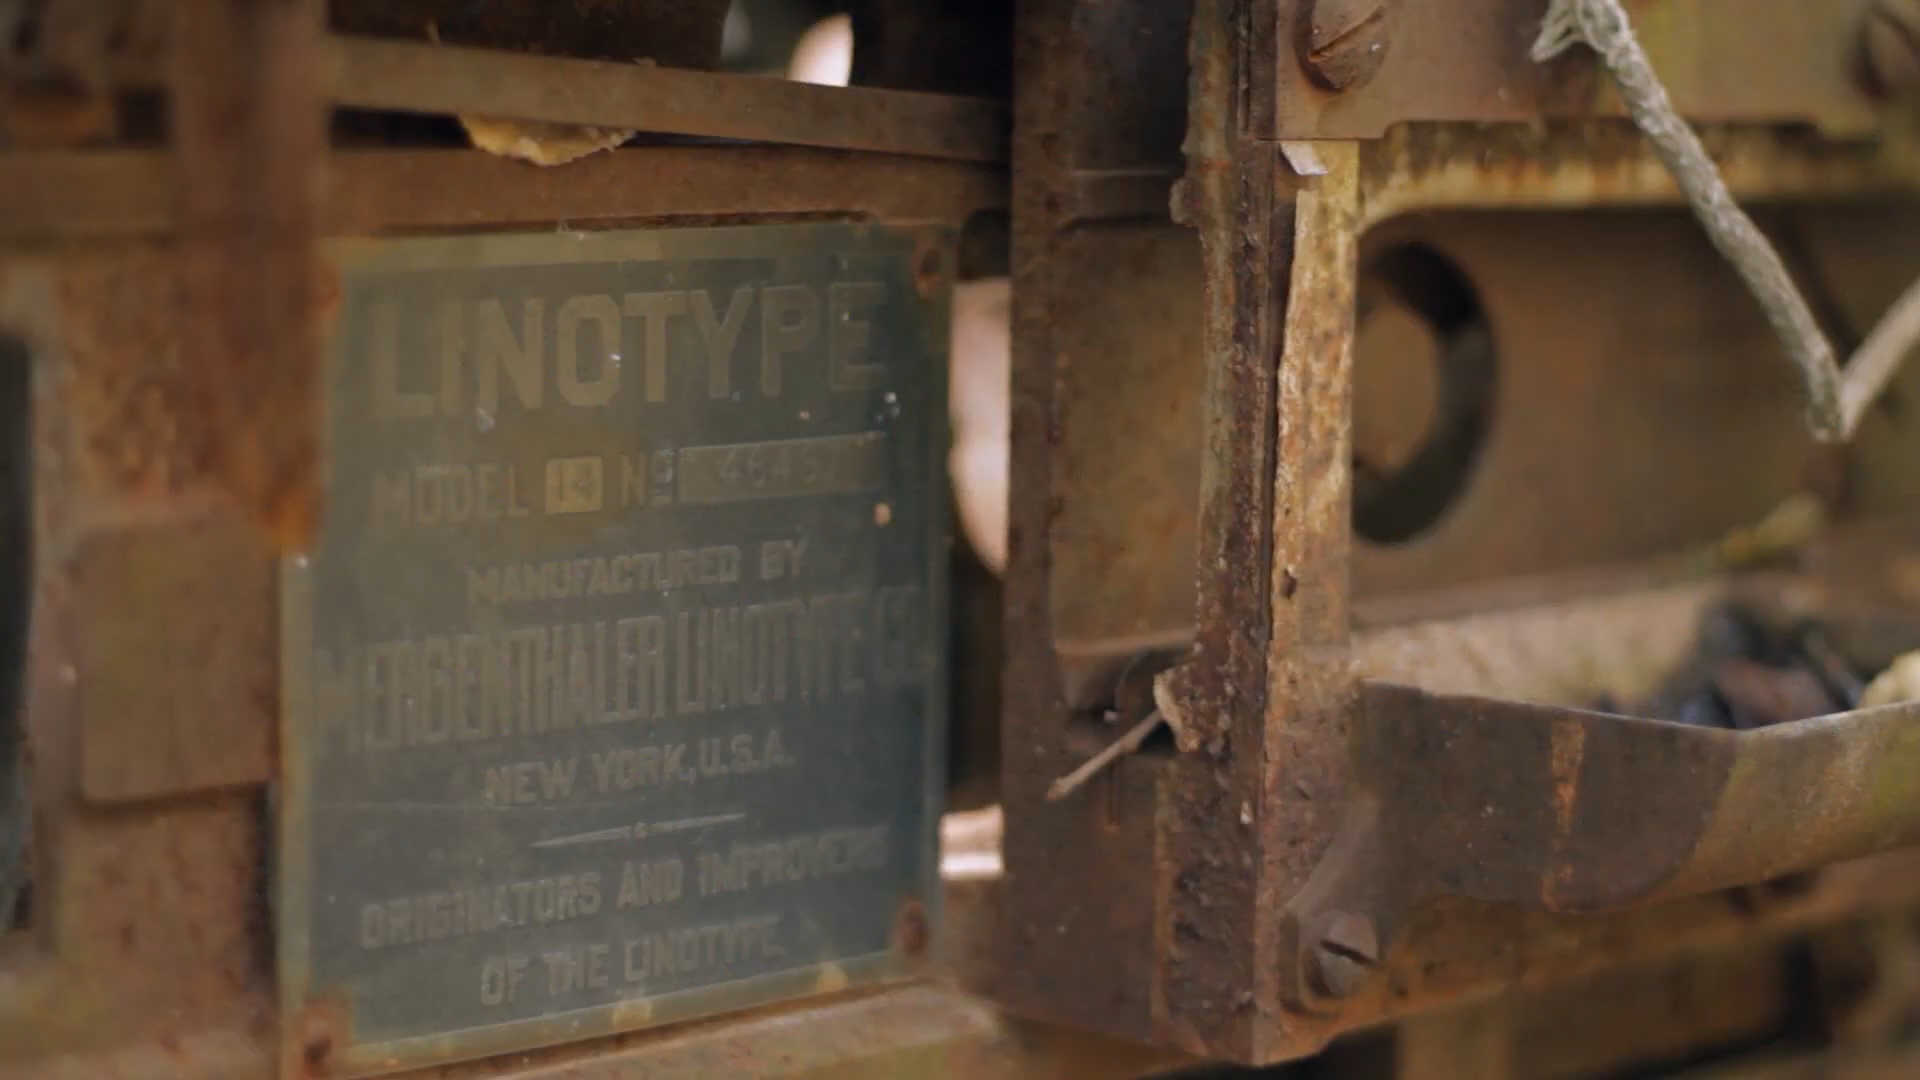 LINOTYPE
MODEL 14 Nº
MANUFACTURED BY
MERGENTHALER LINOTYPE CO.
NEW YORK, U.S.A.
ORIGINATORS AND IMPROVERS
OF THE LINOTYPE